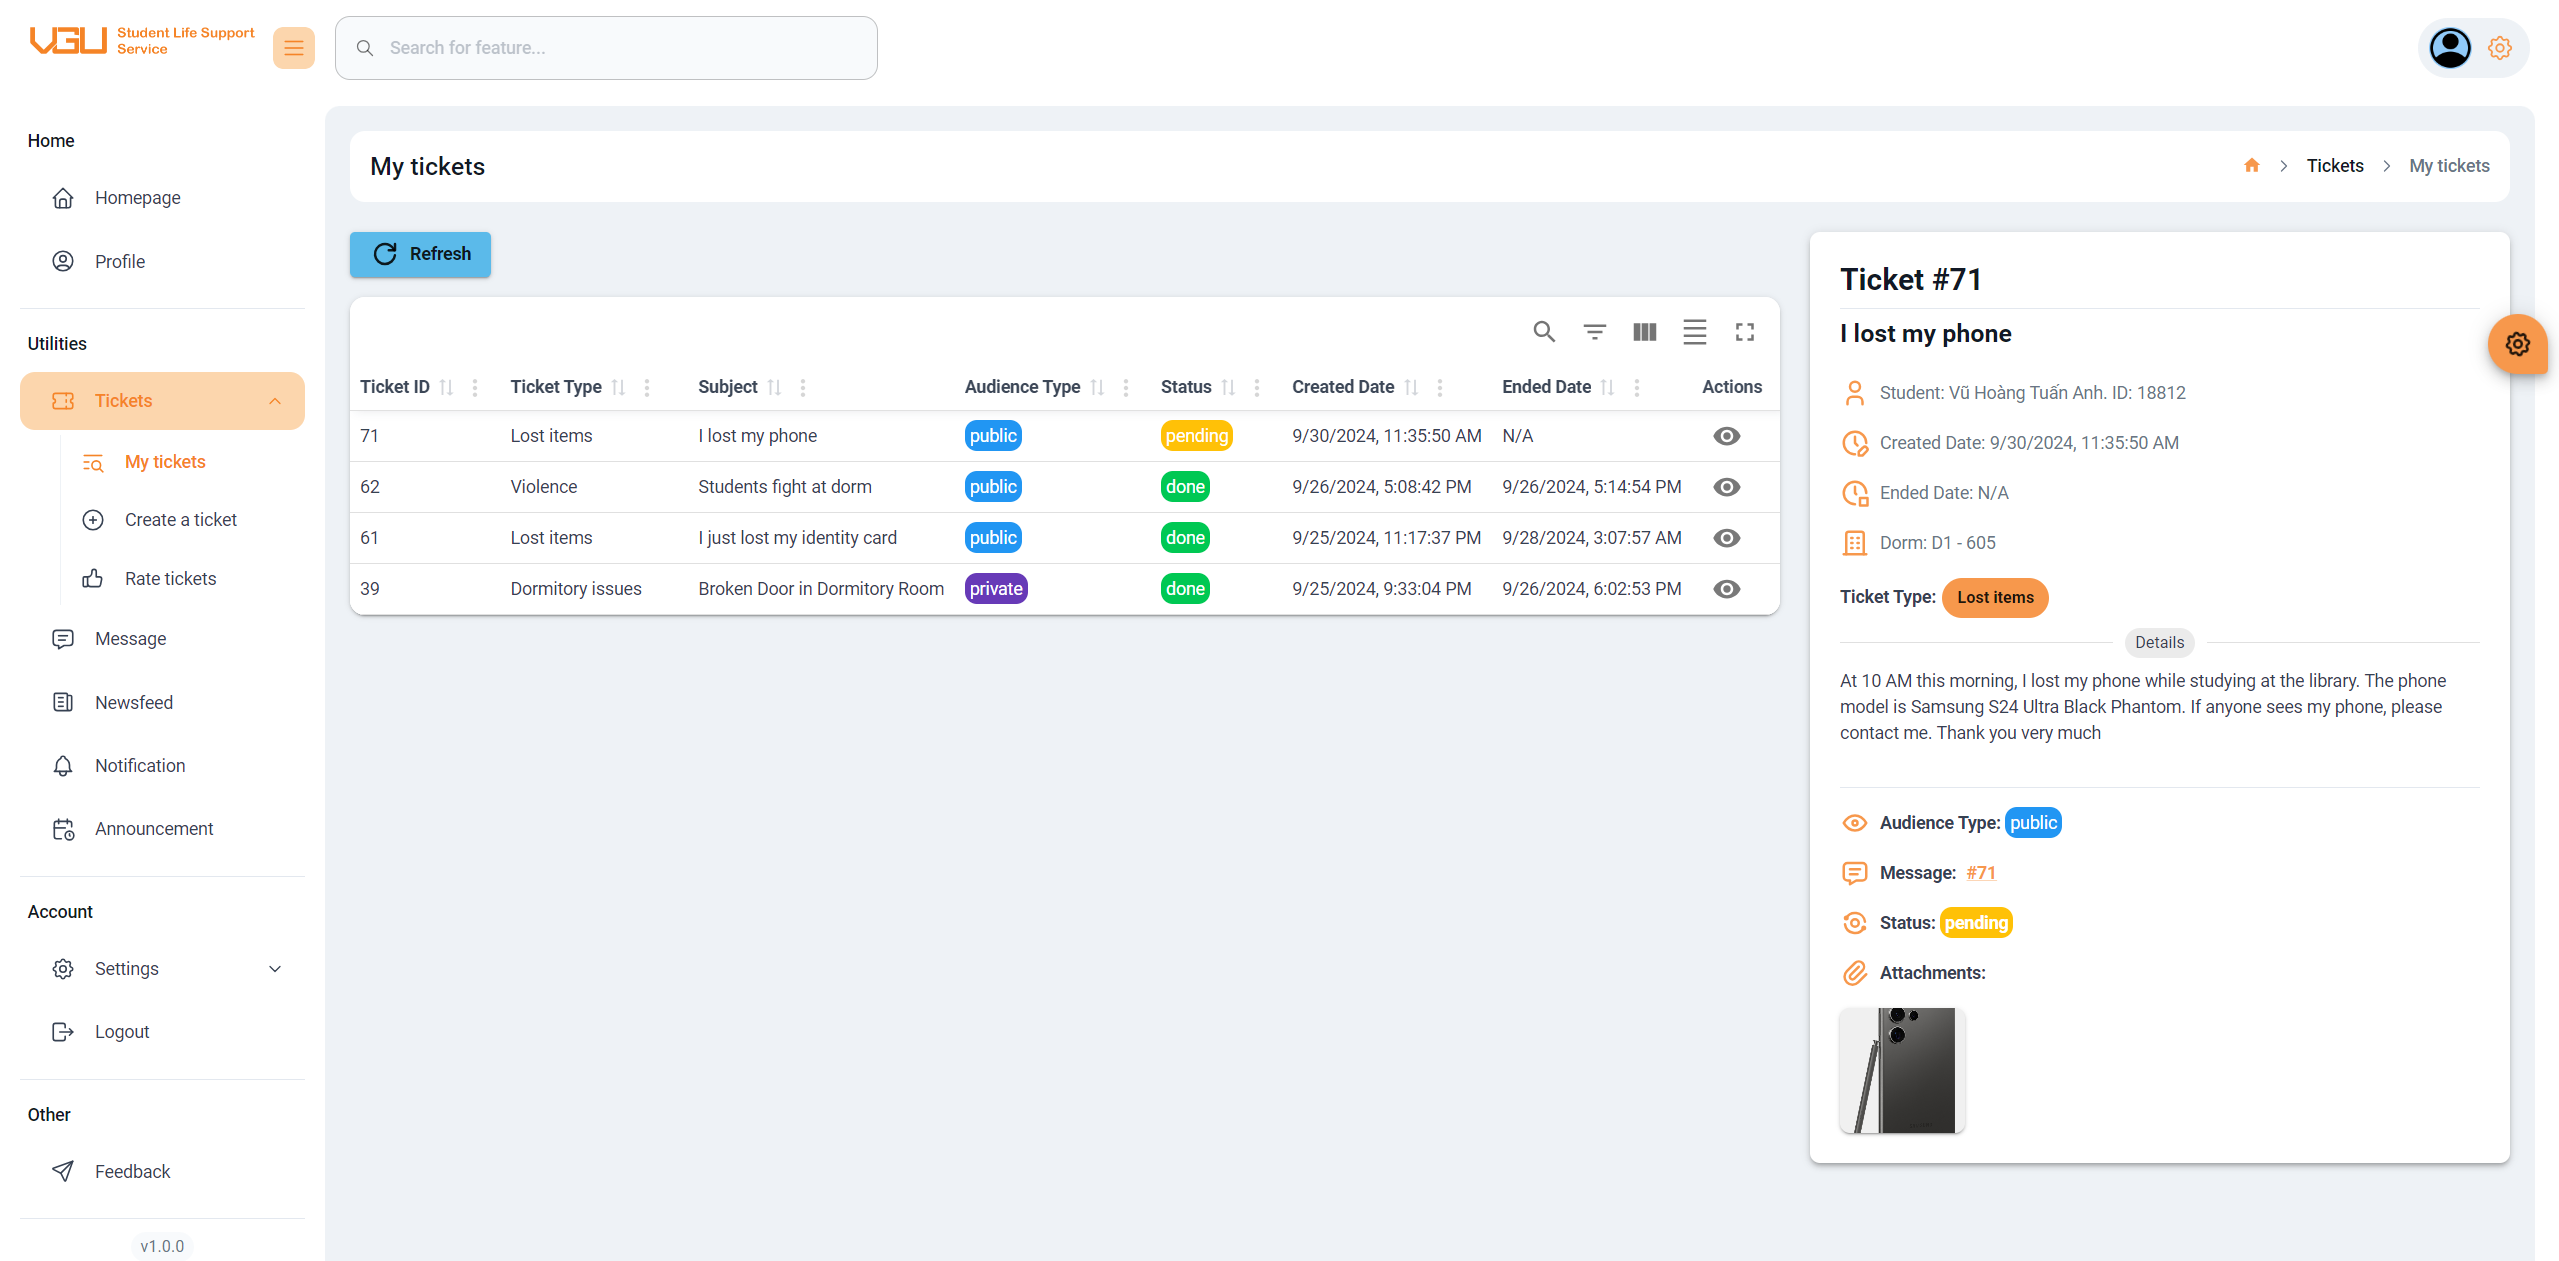 VGU Student Life Support
Service
Search for feature...
Home
Homepage
Profile
Utilities
Tickets
My tickets
Create a ticket
Rate tickets
Message
Newsfeed
Notification
Announcement
Account
Settings
Logout
Other
Feedback
v1.0.0
My tickets
Tickets > My tickets
Refresh
Ticket ID Ticket Type Subject Audience Type Status Created Date Ended Date Actions
71 Lost items I lost my phone public pending 9/30/2024, 11:35:50 AM N/A
62 Violence Students fight at dorm public done 9/26/2024, 5:08:42 PM 9/26/2024, 5:14:54 PM
61 Lost items I just lost my identity card public done 9/25/2024, 11:17:37 PM 9/28/2024, 3:07:57 AM
39 Dormitory issues Broken Door in Dormitory Room private done 9/25/2024, 9:33:04 PM 9/26/2024, 6:02:53 PM
Ticket #71
I lost my phone
Student: Vũ Hoàng Tuấn Anh. ID: 18812
Created Date: 9/30/2024, 11:35:50 AM
Ended Date: N/A
Dorm: D1 - 605
Ticket Type: Lost items
Details
At 10 AM this morning, I lost my phone while studying at the library. The phone
model is Samsung S24 Ultra Black Phantom. If anyone sees my phone, please
contact me. Thank you very much
Audience Type: public
Message: #71
Status: pending
Attachments: